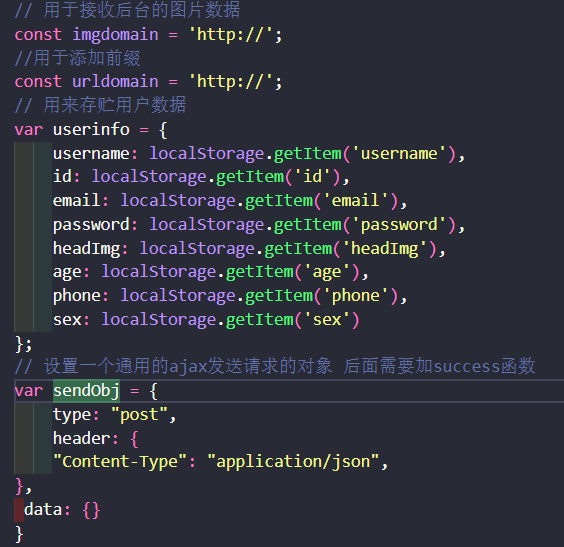 // 用于接收后台的图片数据
const imgdomain = 'http://';
//用于添加前缀
const urldomain = 'http://';
// 用来存贮用户数据
var userinfo = {
    username: localStorage.getItem('username'),
    id: localStorage.getItem('id'),
    email: localStorage.getItem('email'),
    password: localStorage.getItem('password'),
    headImg: localStorage.getItem('headImg'),
    age: localStorage.getItem('age'),
    phone: localStorage.getItem('phone'),
    sex: localStorage.getItem('sex')
};
// 设置一个通用的ajax发送请求的对象 后面需要加success函数
var sendObj = {
    type: "post",
    header: {
    "Content-Type": "application/json",
},
 data: {}
}